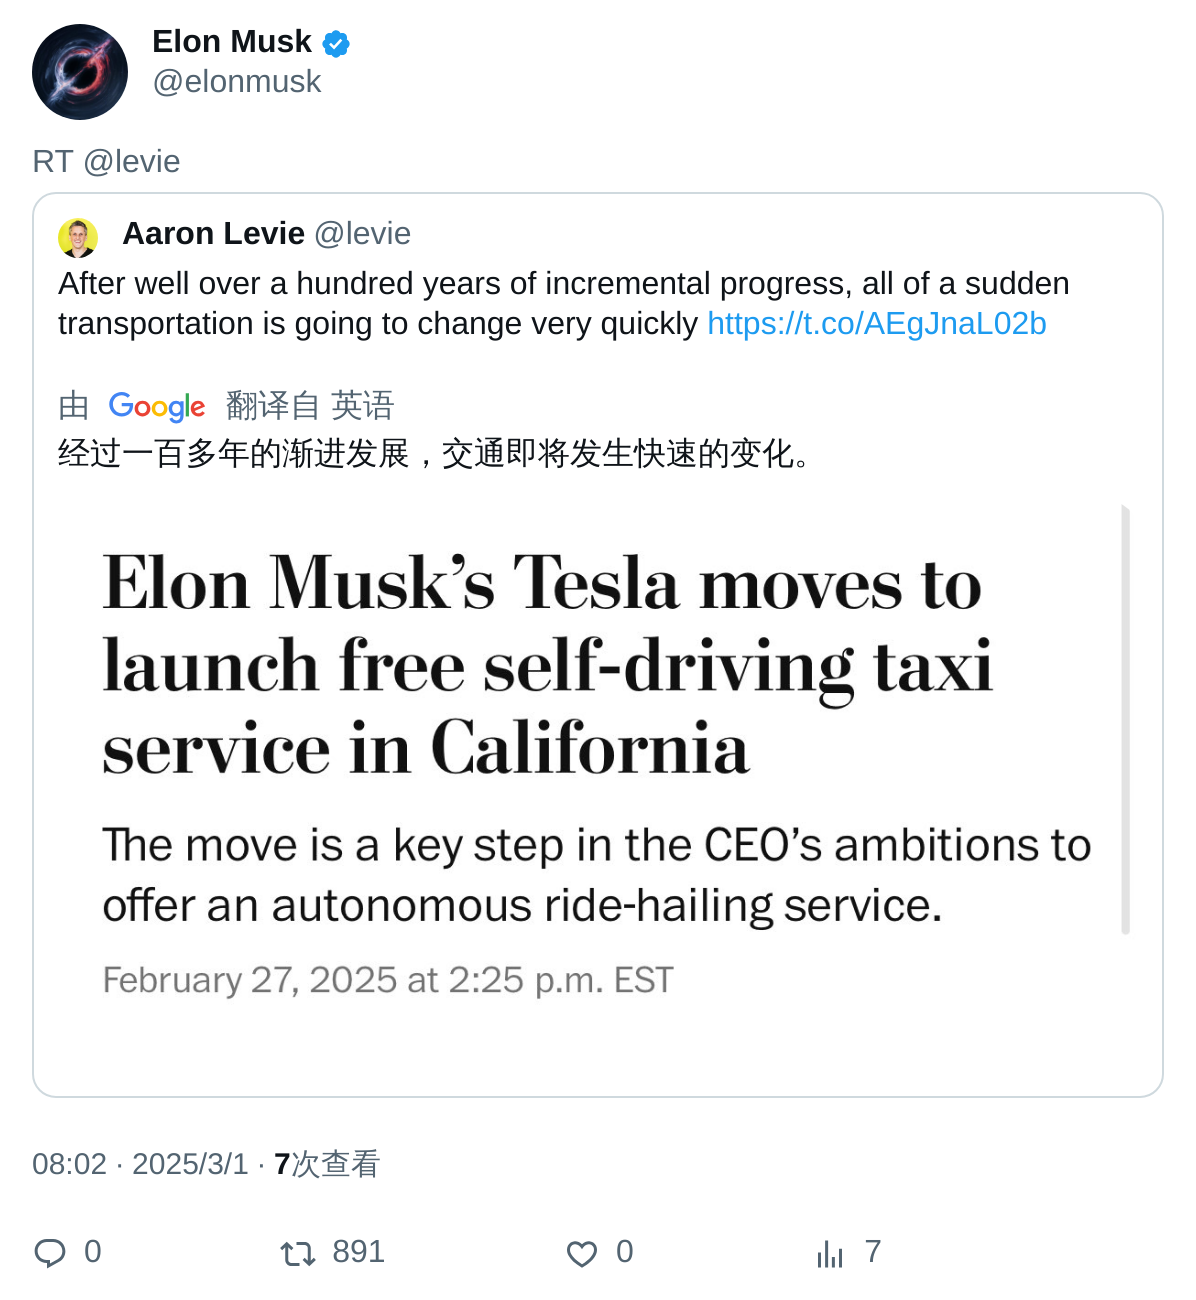 Elon Musk
@elonmusk
RT @levie
Aaron Levie @levie
After well over a hundred years of incremental progress, all of a sudden
transportation is going to change very quickly https://t.co/AEgJnaL02b
由 Google 翻译自 英语
经过一百多年的渐进发展，交通即将发生快速的变化。
Elon Musk’s Tesla moves to
launch free self-driving taxi
service in California
The move is a key step in the CEO’s ambitions to
offer an autonomous ride-hailing service.
February 27, 2025 at 2:25 p.m. EST
08:02 · 2025/3/1 · 7次查看
0 891 0 7